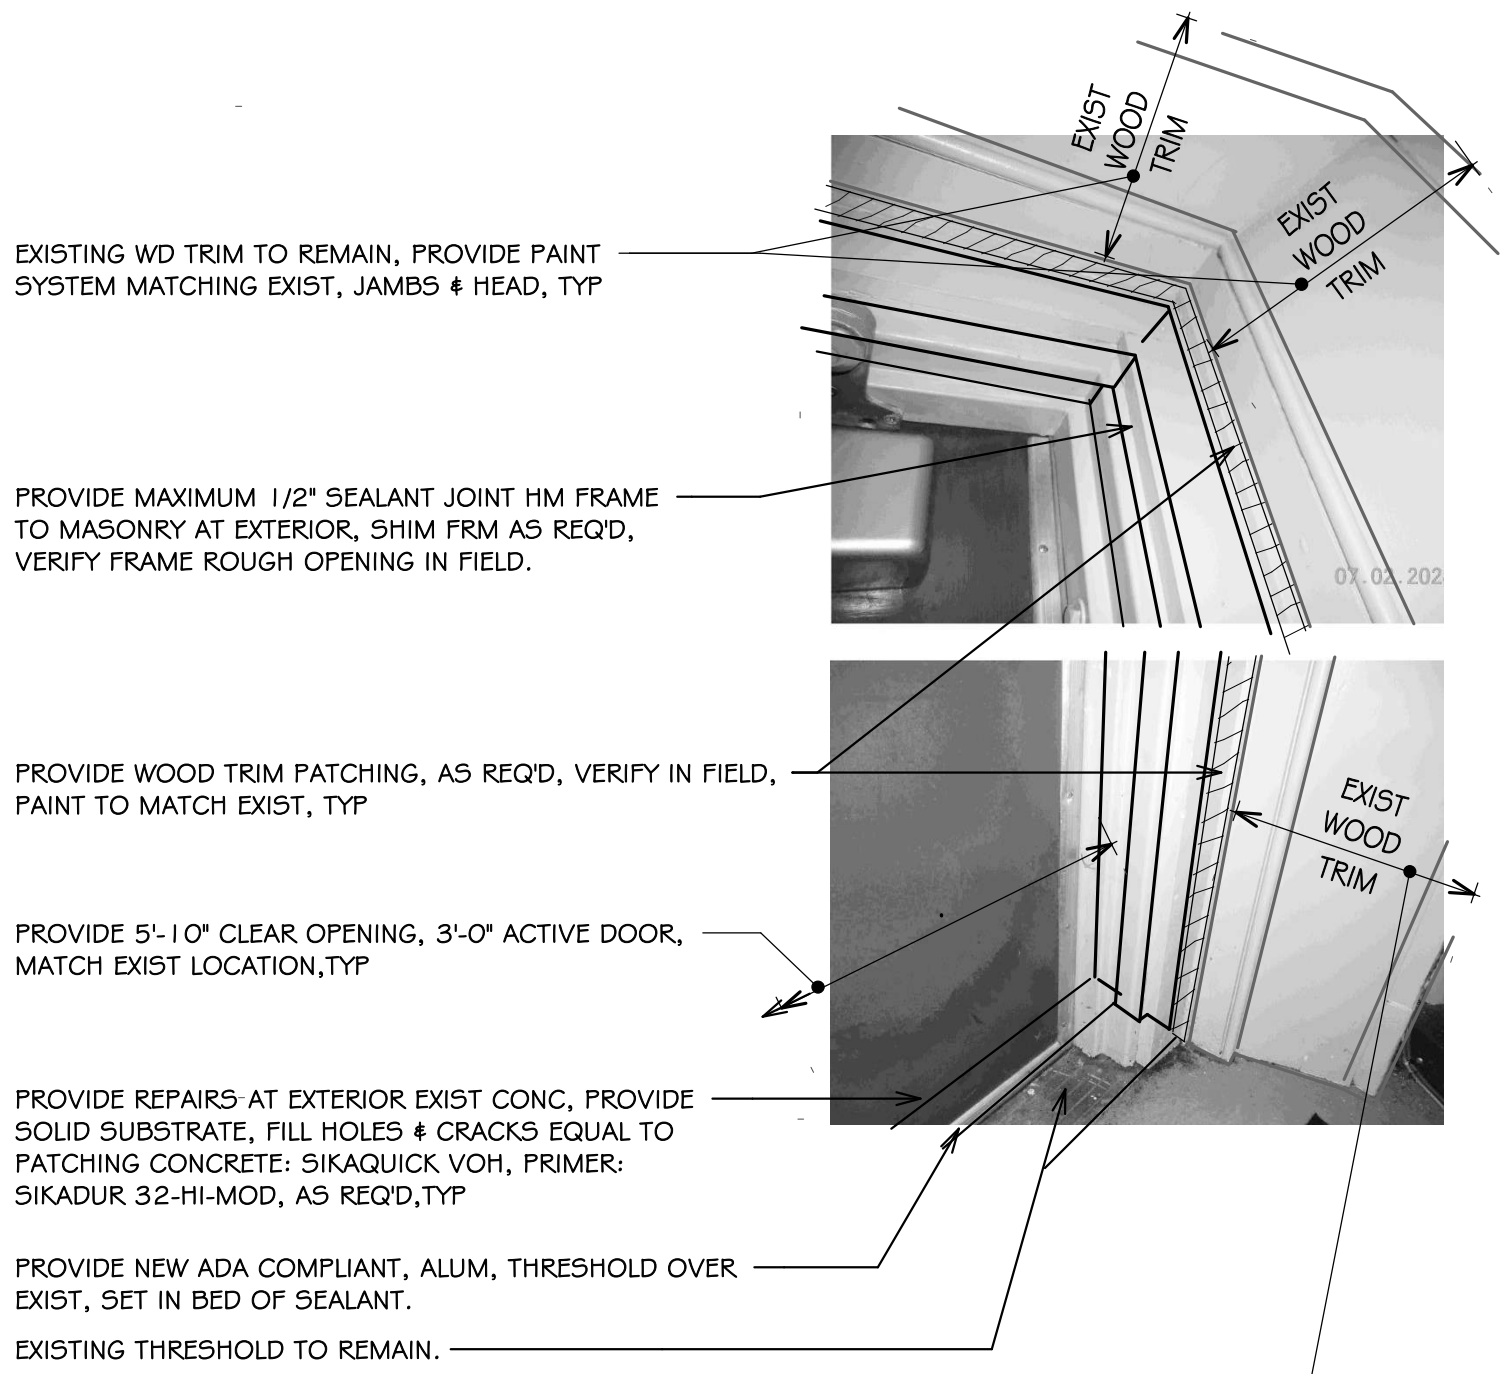 EXIST
WOOD
TRIM
EXIST
WOOD
TRIM
EXISTING WD TRIM TO REMAIN, PROVIDE PAINT
SYSTEM MATCHING EXIST, JAMBS & HEAD, TYP
PROVIDE MAXIMUM 1/2" SEALANT JOINT HM FRAME
TO MASONRY AT EXTERIOR, SHIM FRM AS REQ'D,
VERIFY FRAME ROUGH OPENING IN FIELD.
07.02.202
PROVIDE WOOD TRIM PATCHING, AS REQ'D, VERIFY IN FIELD,
PAINT TO MATCH EXIST, TYP
EXIST
WOOD
TRIM
PROVIDE 5'-10" CLEAR OPENING, 3'-0" ACTIVE DOOR,
MATCH EXIST LOCATION,TYP
PROVIDE REPAIRS AT EXTERIOR EXIST CONC, PROVIDE
SOLID SUBSTRATE, FILL HOLES & CRACKS EQUAL TO
PATCHING CONCRETE: SIKAQUICK VOH, PRIMER:
SIKADUR 32-HI-MOD, AS REQ'D,TYP
PROVIDE NEW ADA COMPLIANT, ALUM, THRESHOLD OVER
EXIST, SET IN BED OF SEALANT.
EXISTING THRESHOLD TO REMAIN.